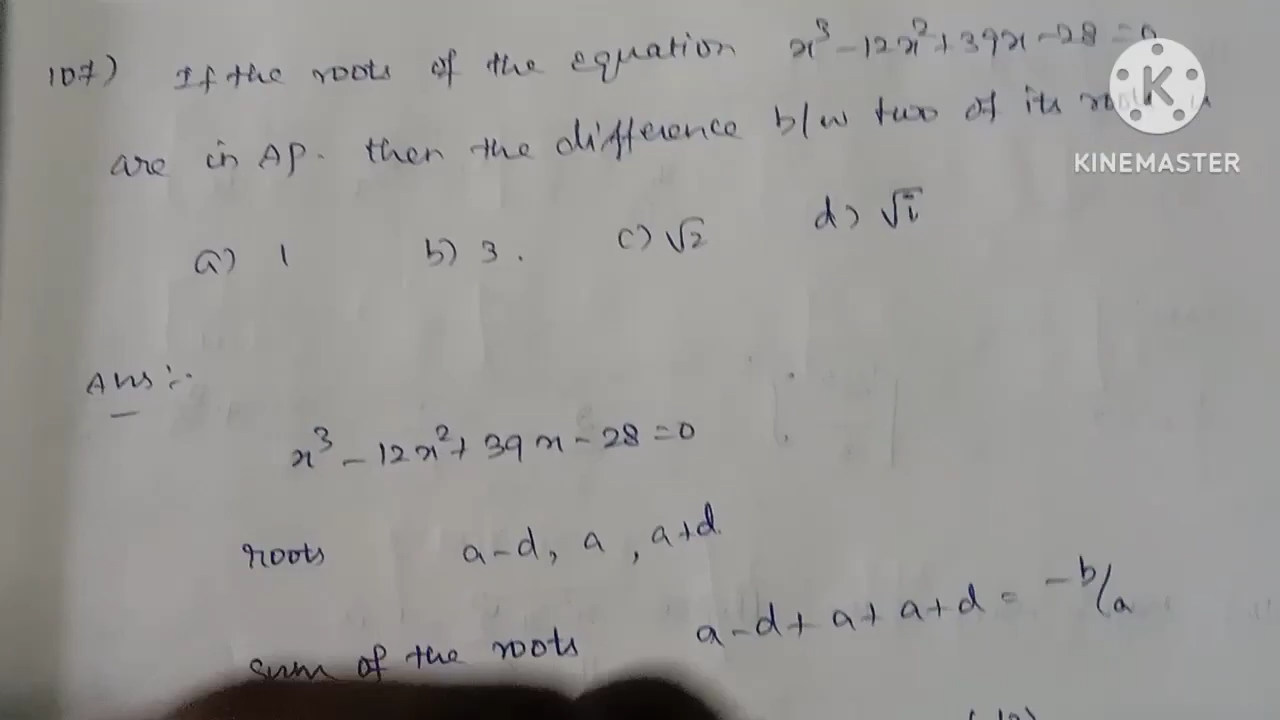 107) If the roots of the equation x³ - 12x² + 39x - 28 = 0
are in AP. then the difference b/w two of its
a) 1 b) 3. c) √2 d) √i
K
KINEMASTER
Ans :-
x³ - 12x² + 39x - 28 = 0
roots a-d, a, a+d.
sum of the roots a-d + a + a+d = -b/a